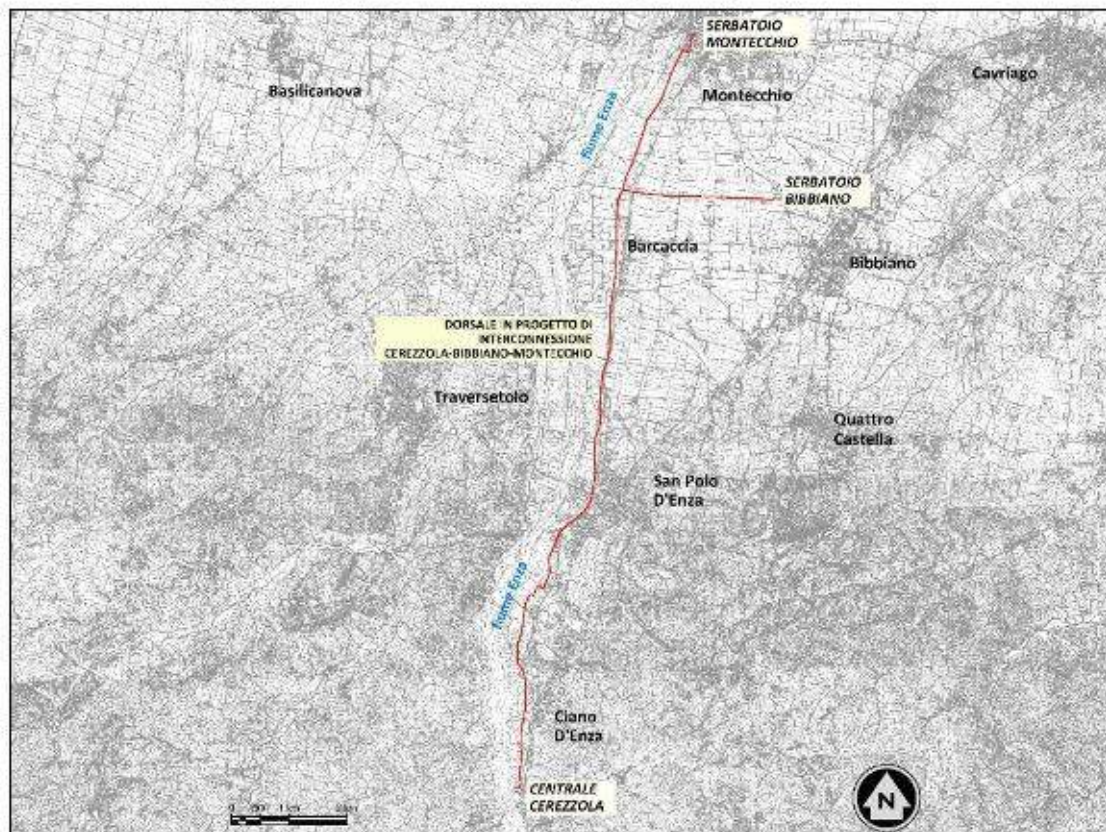 SERBATOIO
MONTECCHIO
Cavriago
Basilicanova
Montecchio
fiume Enza
SERBATOIO
BIBBIANO
Barcaccia
Bibbiano
DORSALE IN PROGETTO DI
INTERCONNESSIONE
CEREZZOLA-BIBBIANO-MONTECCHIO
Traversetolo
Quattro
Castella
San Polo
D'Enza
fiume Enza
Ciano
D'Enza
CENTRALE
CEREZZOLA
N
0